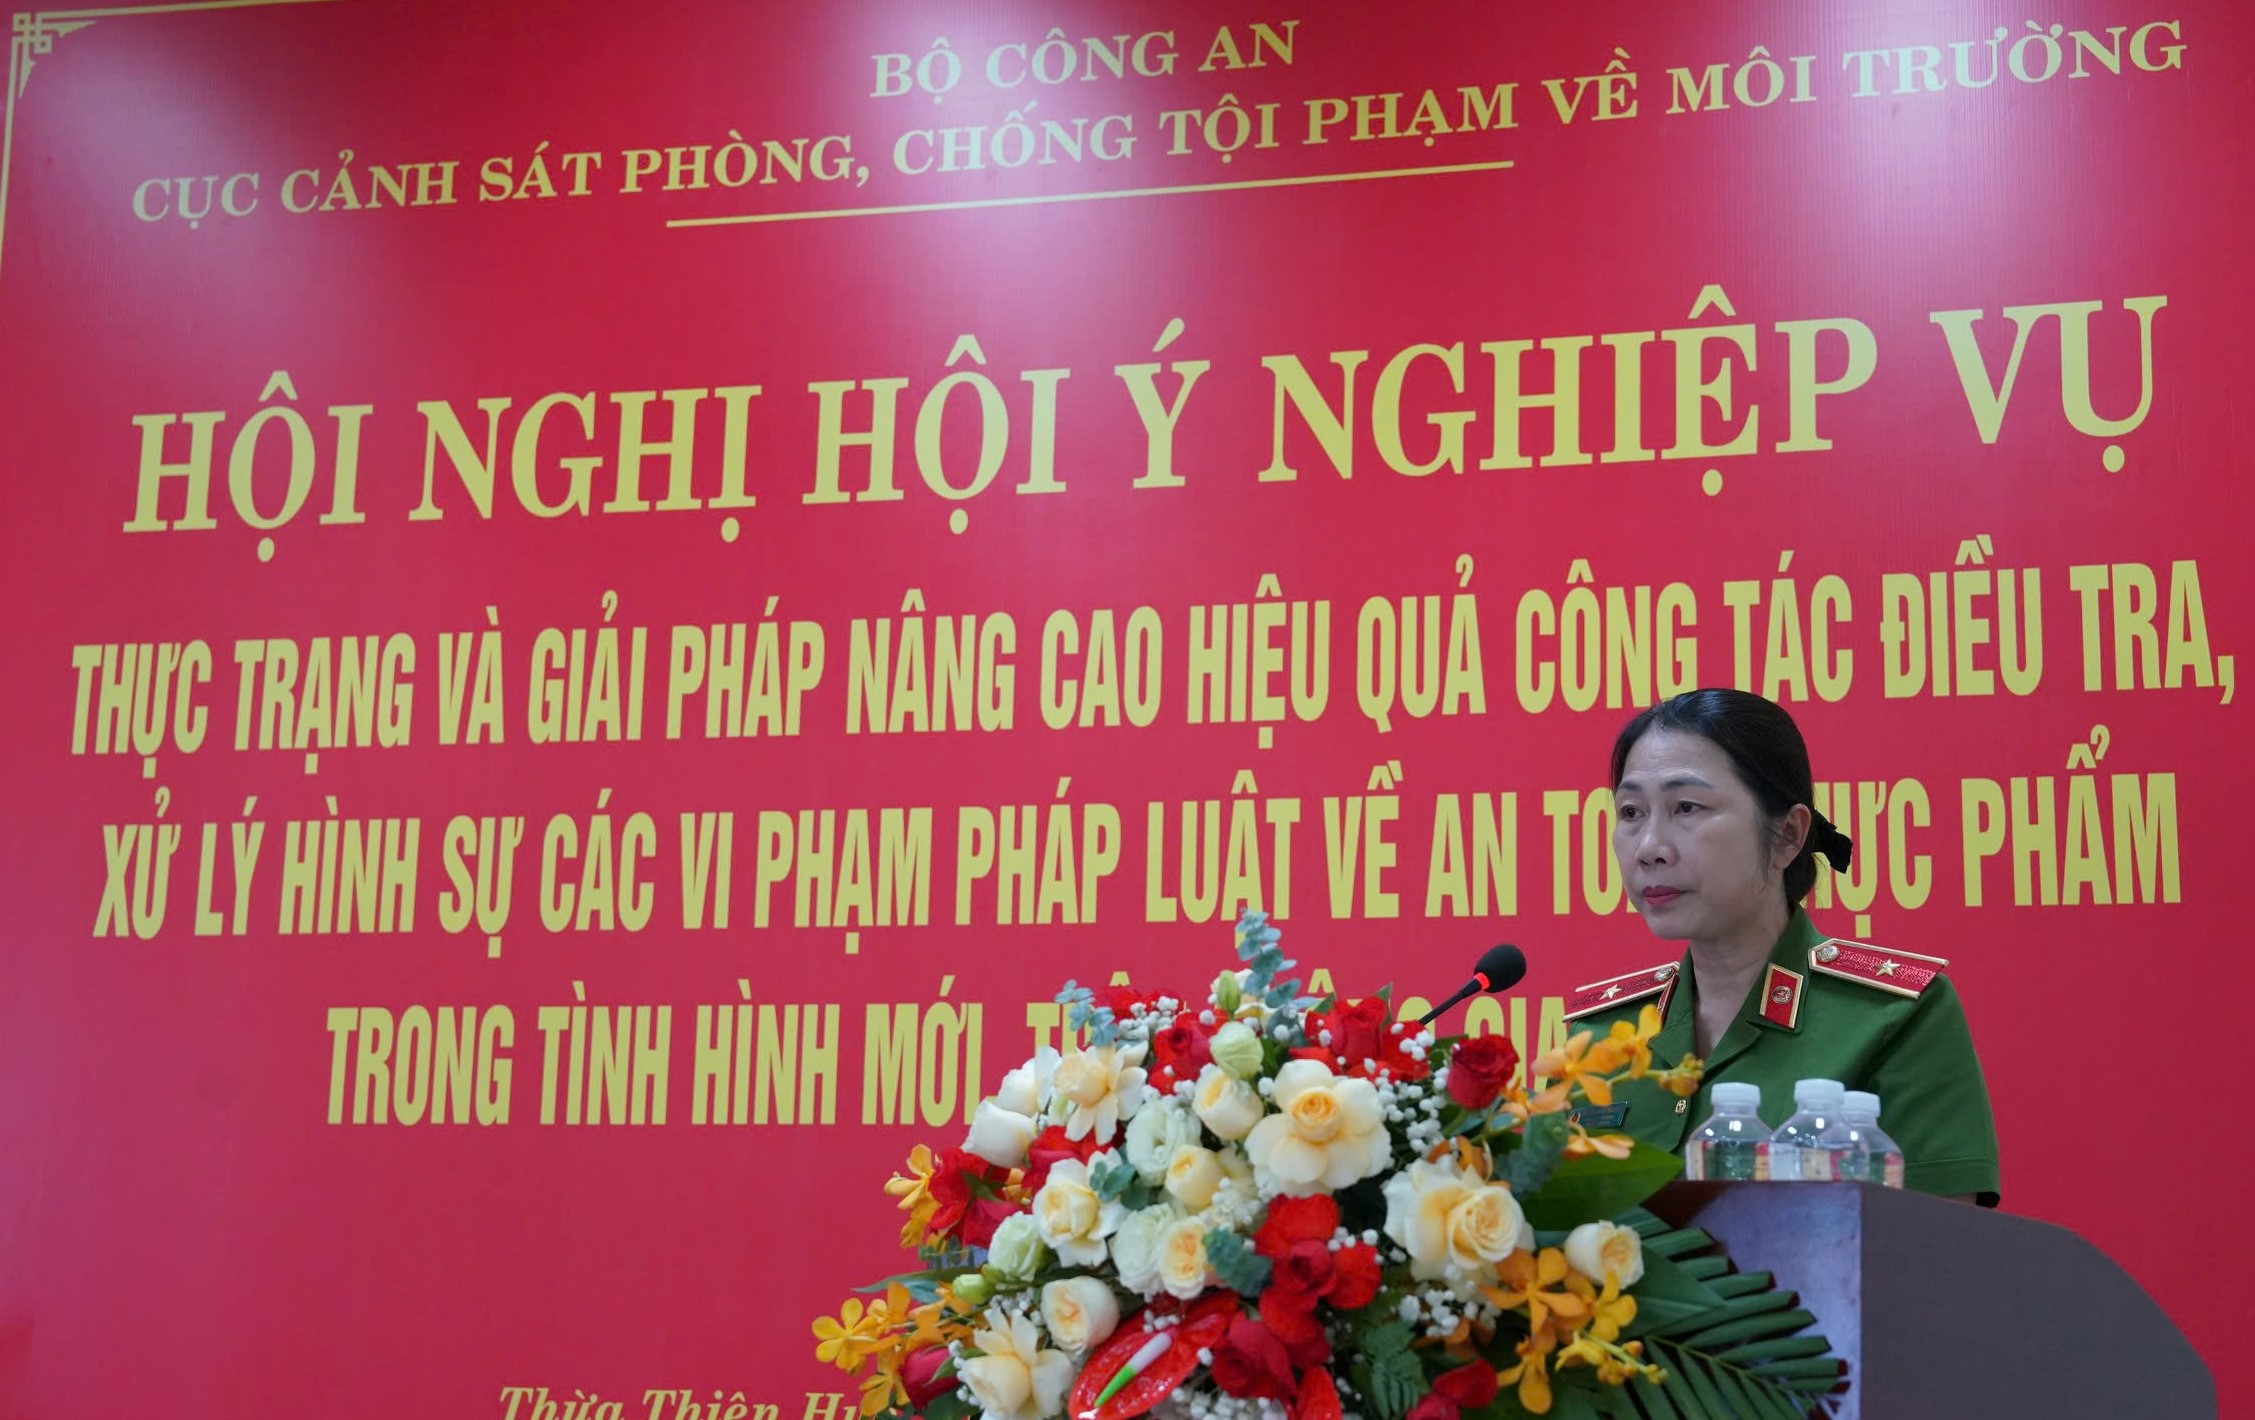 BỘ CÔNG AN
CỤC CẢNH SÁT PHÒNG, CHỐNG TỘI PHẠM VỀ MÔI TRƯỜNG
HỘI NGHỊ HỘI Ý NGHIỆP VỤ
THỰC TRẠNG VÀ GIẢI PHÁP NÂNG CAO HIỆU QUẢ CÔNG TÁC ĐIỀU TRA,
XỬ LÝ HÌNH SỰ CÁC VI PHẠM PHÁP LUẬT VỀ AN PHẨM
TRONG TÌNH HÌNH MỚI
Thừa Thiên